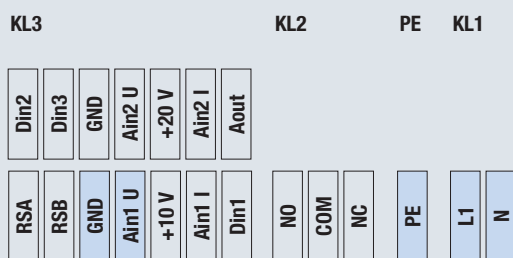 KL3 KL2 PE KL1
Din2 Din3 GND Ain2 U +20 V Ain2 I Aout
RSA RSB GND Ain1 U +10 V Ain1 I Din1 NO COM NC PE L1 N